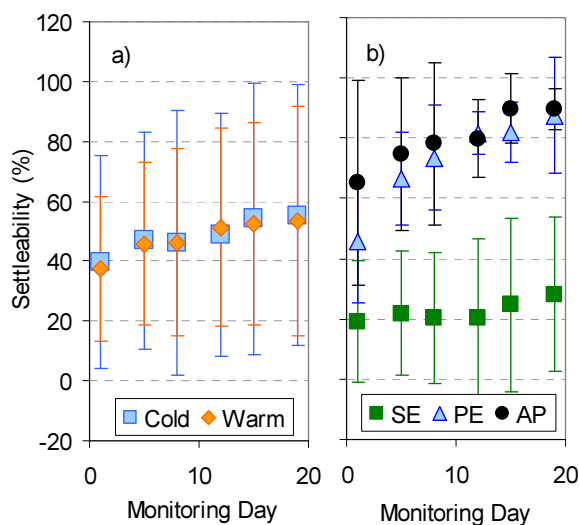 120
100
80
60
40
20
0
-20
Settleability (%)
a)
Cold Warm
0 10 20
Monitoring Day
b)
SE PE AP
0 10 20
Monitoring Day